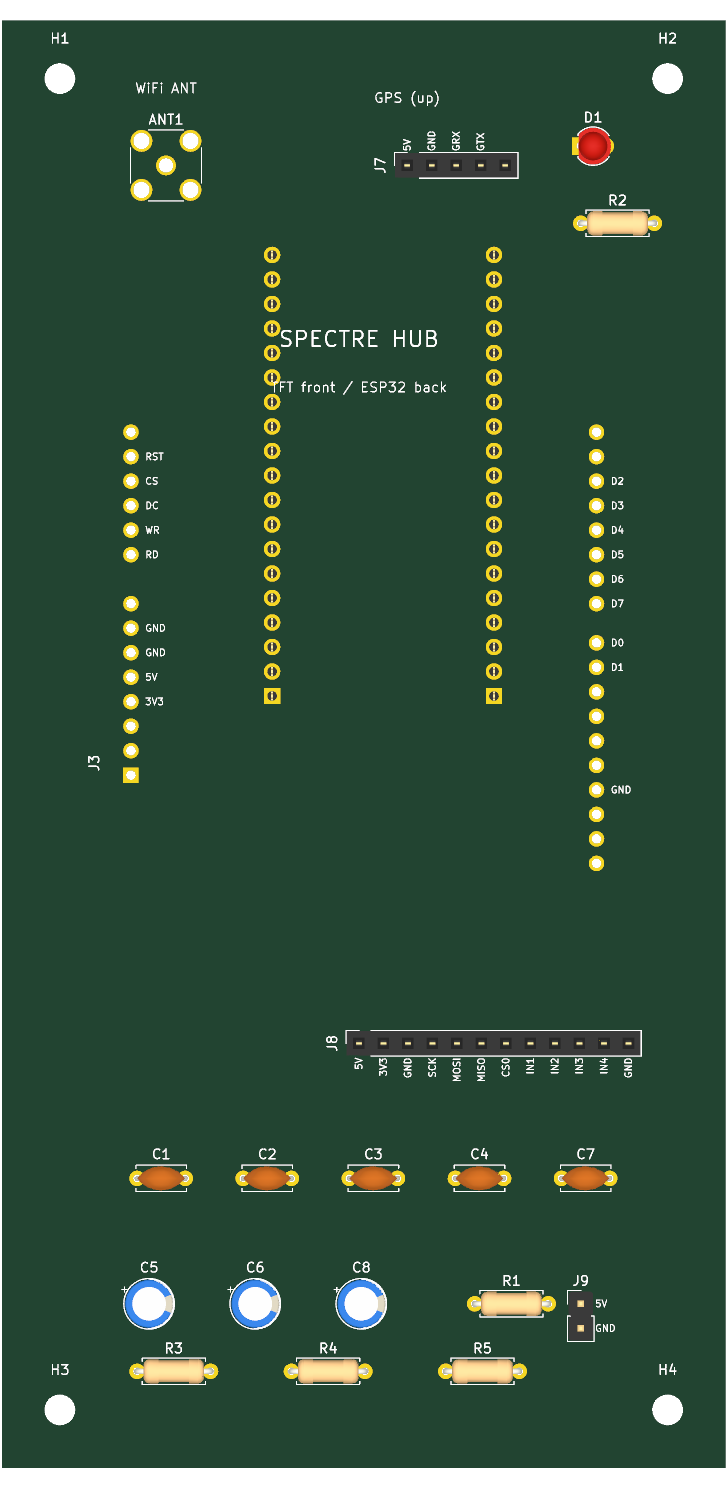 H1
H2
WiFi ANT
GPS (up)
ANT1
D1
J7
5V
GND
GRX
GTX
R2
SPECTRE HUB
TFT front / ESP32 back
RST
CS
DC
WR
RD
GND
GND
5V
3V3
J3
D2
D3
D4
D5
D6
D7
D0
D1
GND
J8
5V
3V3
GND
SCK
MOSI
MISO
CS0
IN1
IN2
IN3
IN4
GND
C1
C2
C3
C4
C7
C5
C6
C8
+
+
+
R1
J9
5V
GND
R3
R4
R5
H3
H4